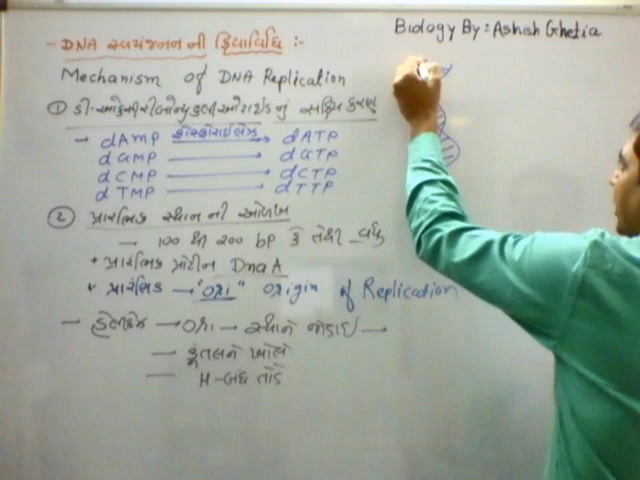 Biology By: Ashish Ghetia
- DNA સ્વયંજનન ની ક્રિયાવિધિ :-
Mechanism of DNA Replication
① ડી-ઓક્સીરીબોન્યુક્લીઓટાઇડ નું સક્રિયકરણ
→ dAMP ફોસ્ફોરાઈલેઝ dATP
dGMP → dGTP
dCMP → dCTP
dTMP → dTTP
② પ્રારંભિક સ્થાન ની ઓળખ
- 100 થી 200 bp કે તેથી વધુ
* પ્રારંભિક પ્રોટીન DnaA
* પ્રારંભિક → "ori" origin of Replication
- હેલીકેઝ → ori - સ્થાને જોડાઇ -
- કુંતલને ખોલે
- H-બંધ તોડે